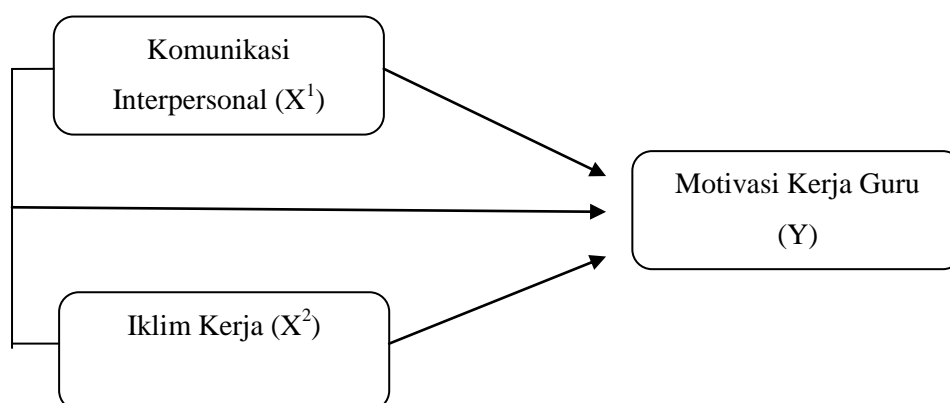 Komunikasi
Interpersonal (X¹)
Motivasi Kerja Guru
(Y)
Iklim Kerja (X²)